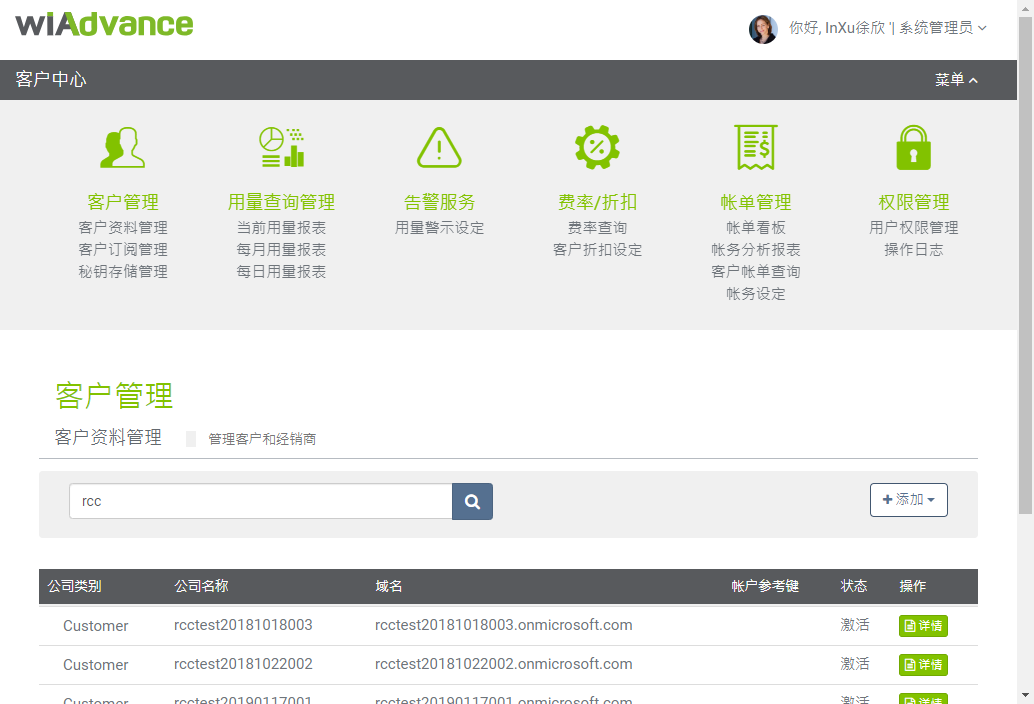 wiAdvance
你好, InXu徐欣 '| 系统管理员
客户中心
菜单
客户管理
客户资料管理
客户订阅管理
秘钥存储管理
用量查询管理
当前用量报表
每月用量报表
每日用量报表
告警服务
用量警示设定
费率/折扣
费率查询
客户折扣设定
帐单管理
帐单看板
帐务分析报表
客户帐单查询
帐务设定
权限管理
用户权限管理
操作日志
客户管理
客户资料管理 管理客户和经销商
rcc
添加
公司类别 公司名称 域名 帐户参考键 状态 操作
Customer rcctest20181018003 rcctest20181018003.onmicrosoft.com 激活 详情
Customer rcctest20181022002 rcctest20181022002.onmicrosoft.com 激活 详情
Customer rcctest20190117001 rcctest20190117001.onmicrosoft.com 激活 详情